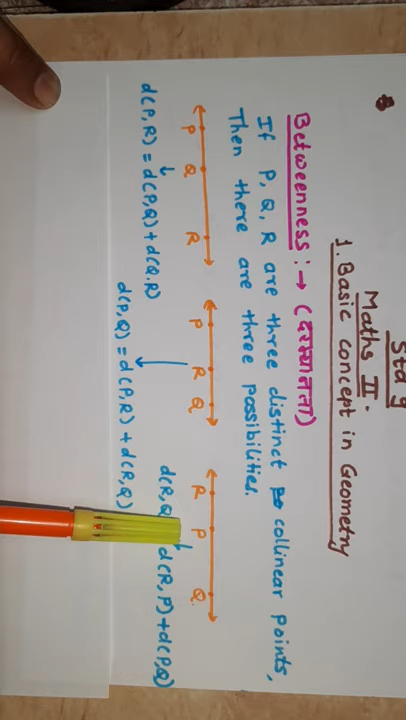 Std 9
Maths II.
1. Basic concept in Geometry
Betweenness :→ (दरम्यानता)
If P, Q, R are three distinct collinear points,
Then there are three possibilities.
P Q R
P R Q
R P Q
d(P,R) = d(P,Q) + d(Q,R)
d(P,Q) = d(P,R) + d(R,Q)
d(R,Q d(R,P) + d(P,Q)